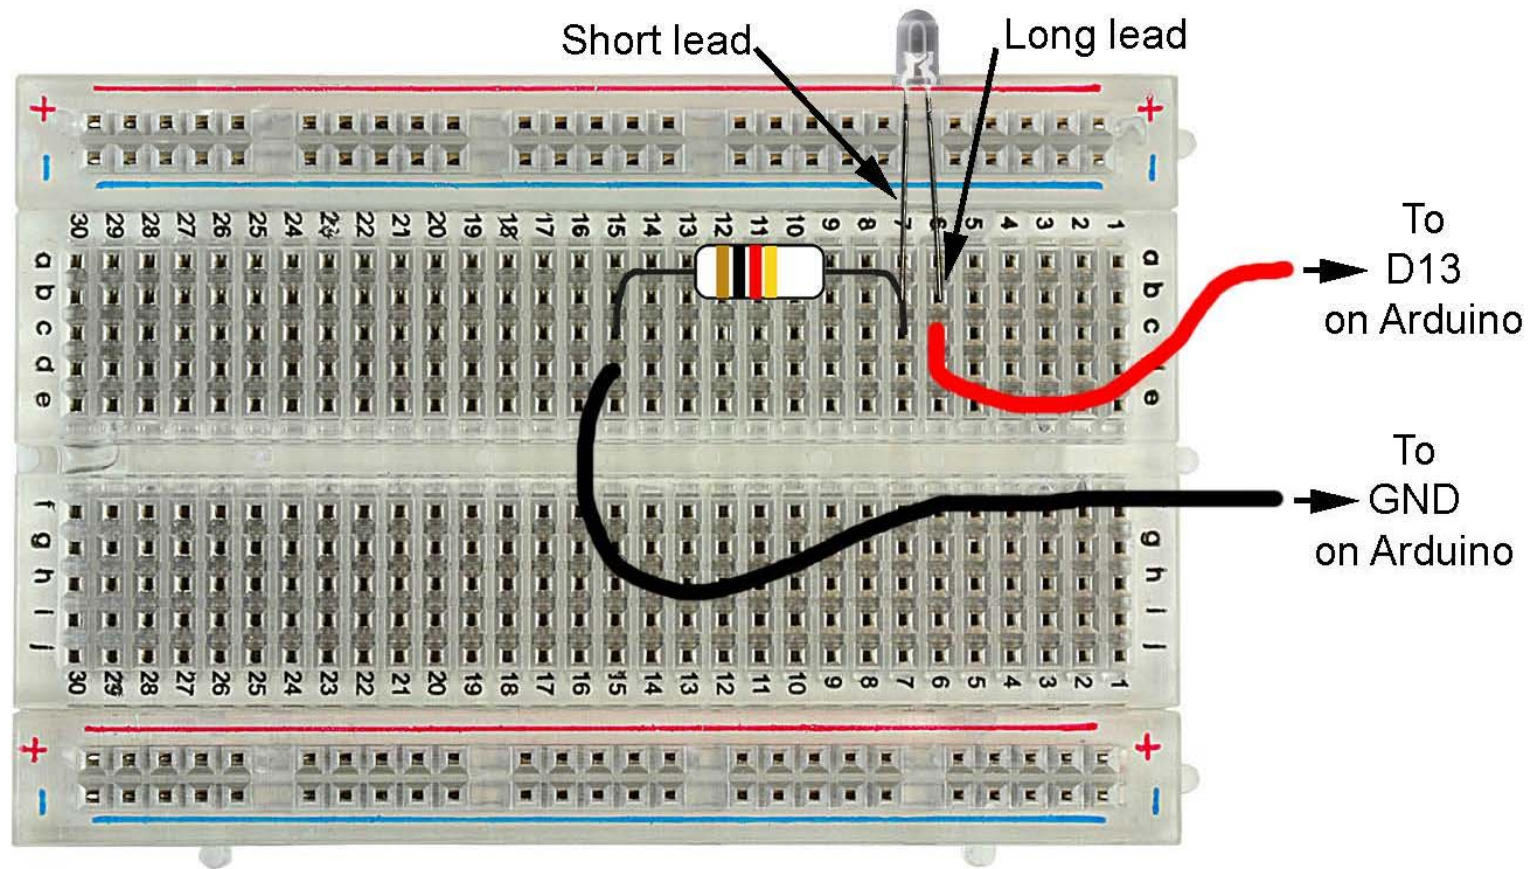 Short lead
Long lead
+ +
- -
30 29 28 27 26 25 24 23 22 21 20 19 18 17 16 15 14 13 12 11 10 9 8 7 6 5 4 3 2 1
a a
b b
c c
d
e e
f
g g
h h
i i
j j
30 29 28 27 26 25 24 23 22 21 20 19 18 17 16 15 14 13 12 11 10 9 8 7 6 5 4 3 2 1
+ +
- -
To
D13
on Arduino
To
GND
on Arduino